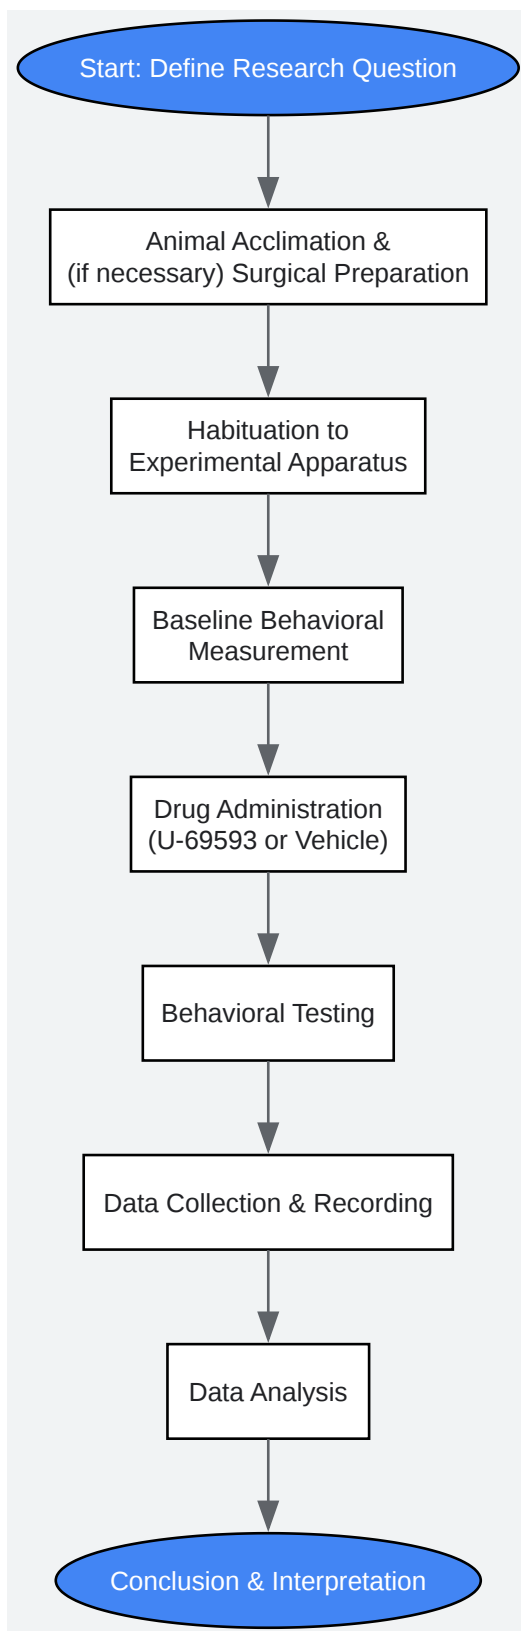 Start: Define Research Question
Animal Acclimation &
(if necessary) Surgical Preparation
Habituation to
Experimental Apparatus
Baseline Behavioral
Measurement
Drug Administration
(U-69593 or Vehicle)
Behavioral Testing
Data Collection & Recording
Data Analysis
Conclusion & Interpretation